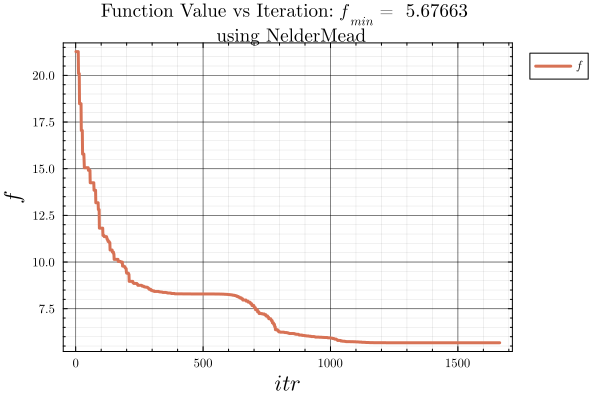 Function Value vs Iteration: f_min = 5.67663
using NelderMead
f
20.0
17.5
15.0
12.5
10.0
7.5
f
0 500 1000 1500
itr